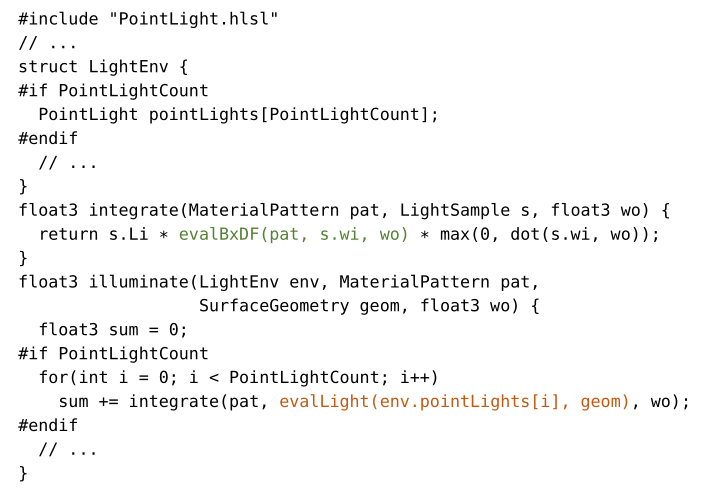 #include "PointLight.hlsl"
// ...
struct LightEnv {
#if PointLightCount
  PointLight pointLights[PointLightCount];
#endif
  // ...
}
float3 integrate(MaterialPattern pat, LightSample s, float3 wo) {
  return s.Li * evalBxDF(pat, s.wi, wo) * max(0, dot(s.wi, wo));
}
float3 illuminate(LightEnv env, MaterialPattern pat,
                  SurfaceGeometry geom, float3 wo) {
  float3 sum = 0;
#if PointLightCount
  for(int i = 0; i < PointLightCount; i++)
    sum += integrate(pat, evalLight(env.pointLights[i], geom), wo);
#endif
  // ...
}